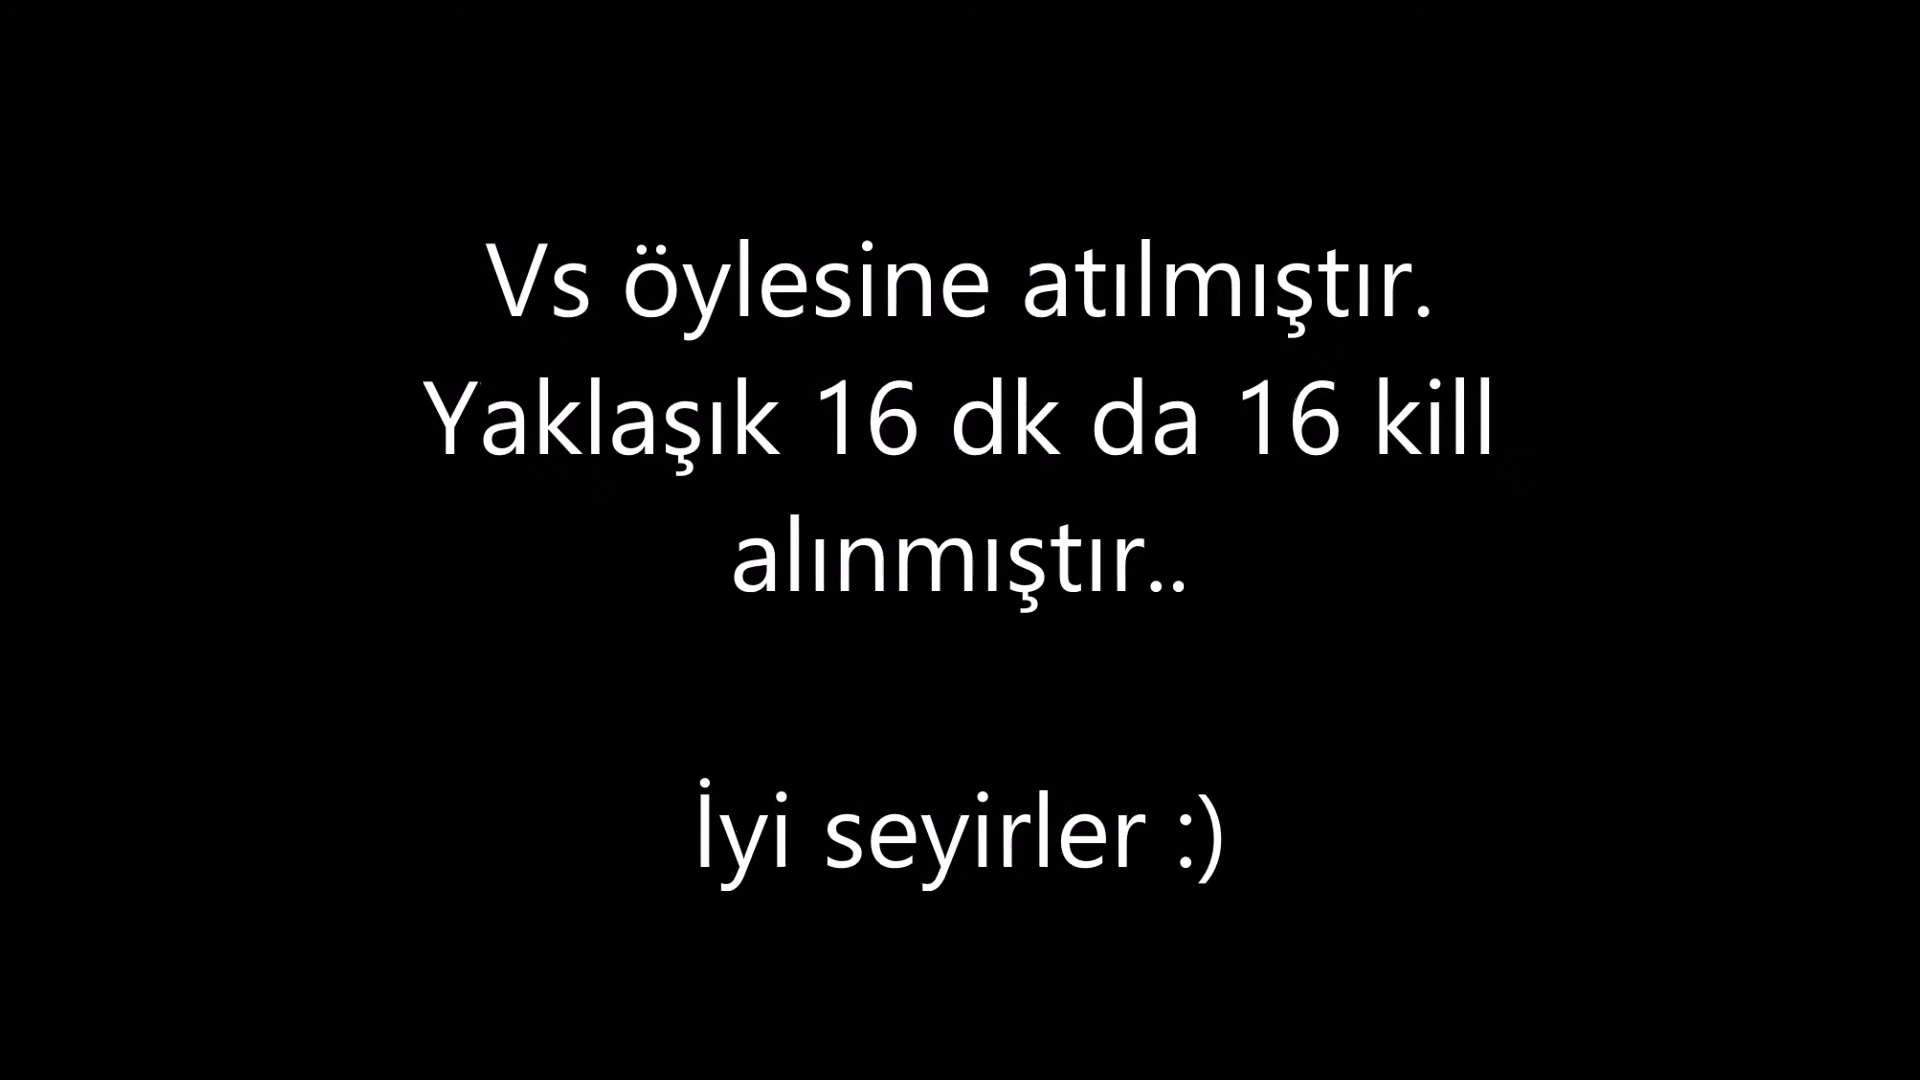 Vs öylesine atılmıştır.
Yaklaşık 16 dk da 16 kill
alınmıştır..
İyi seyirler :)